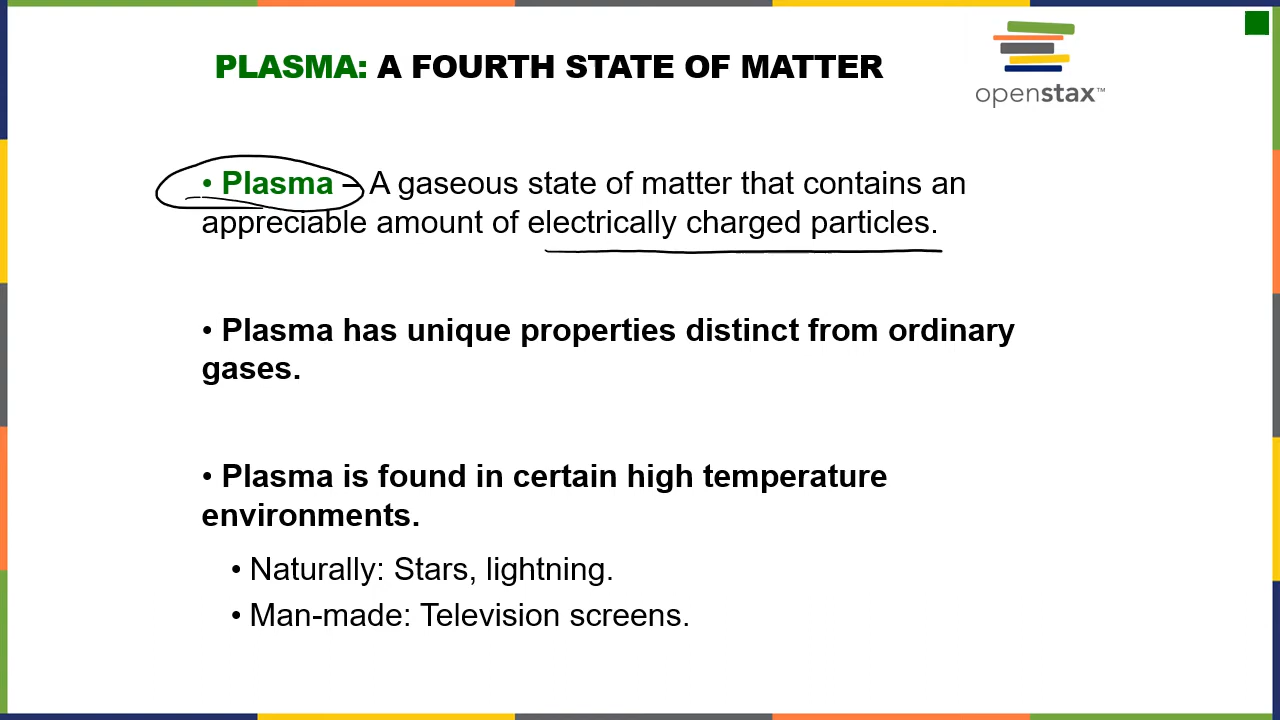 PLASMA: A FOURTH STATE OF MATTER
openstax™
• Plasma – A gaseous state of matter that contains an
appreciable amount of electrically charged particles.
• Plasma has unique properties distinct from ordinary
gases.
• Plasma is found in certain high temperature
environments.
• Naturally: Stars, lightning.
• Man-made: Television screens.